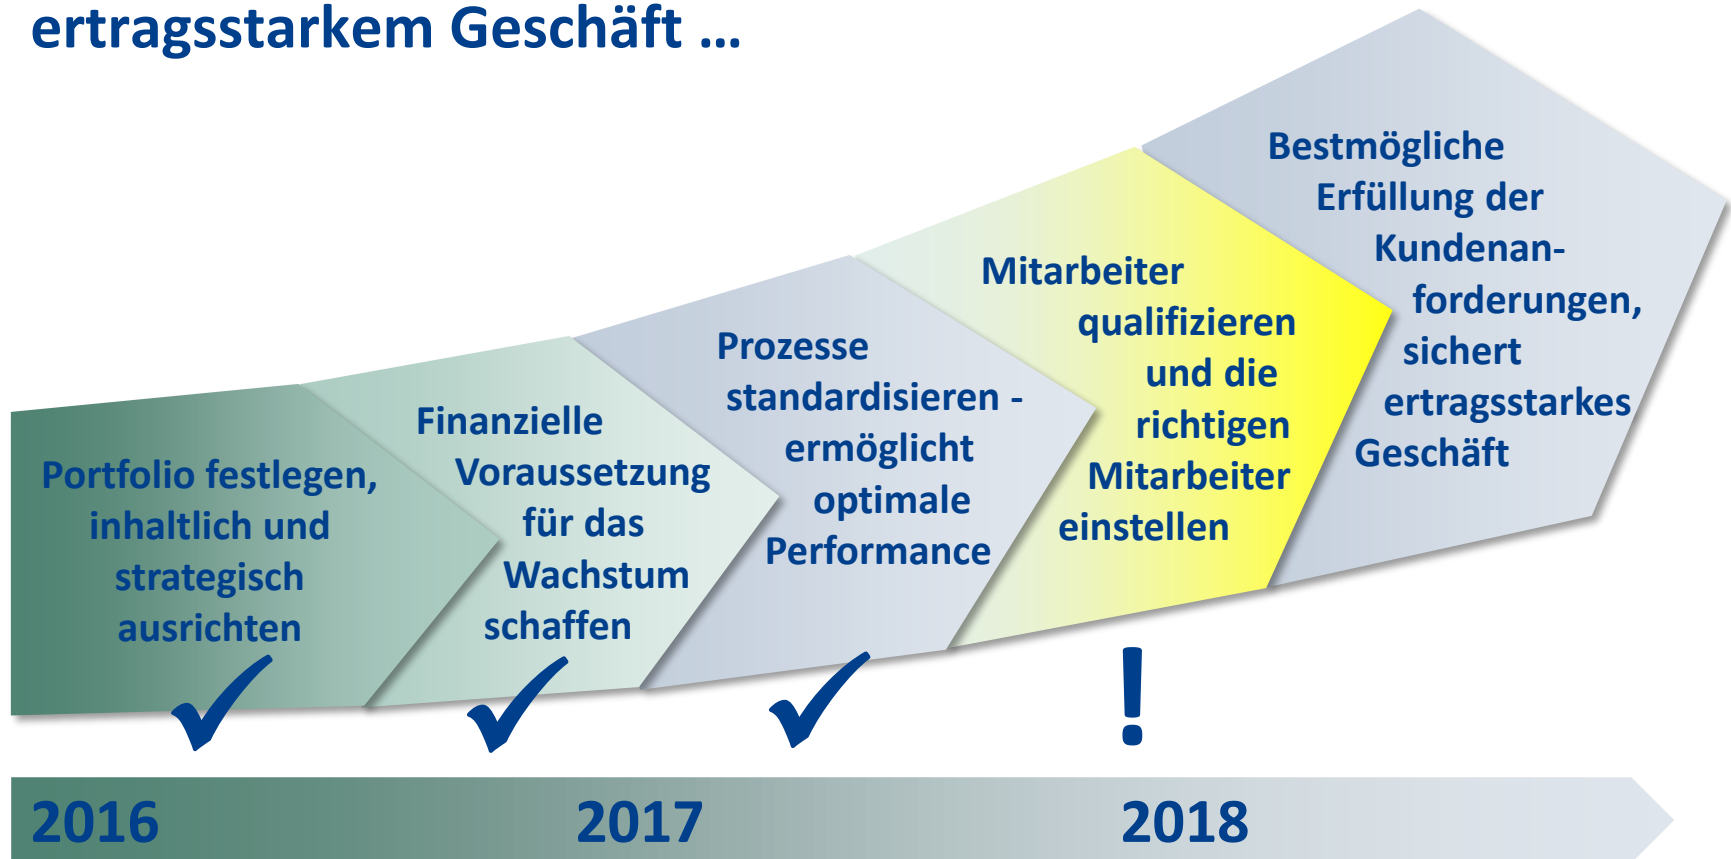 ertragsstarkem Geschäft ...
Portfolio festlegen,
inhaltlich und
strategisch
ausrichten
Finanzielle
Voraussetzung
für das
Wachstum
schaffen
Prozesse
standardisieren -
ermöglicht
optimale
Performance
Mitarbeiter
qualifizieren
und die
richtigen
Mitarbeiter
einstellen
Bestmögliche
Erfüllung der
Kundenan-
forderungen,
sichert
ertragsstarkes
Geschäft
!
2016
2017
2018